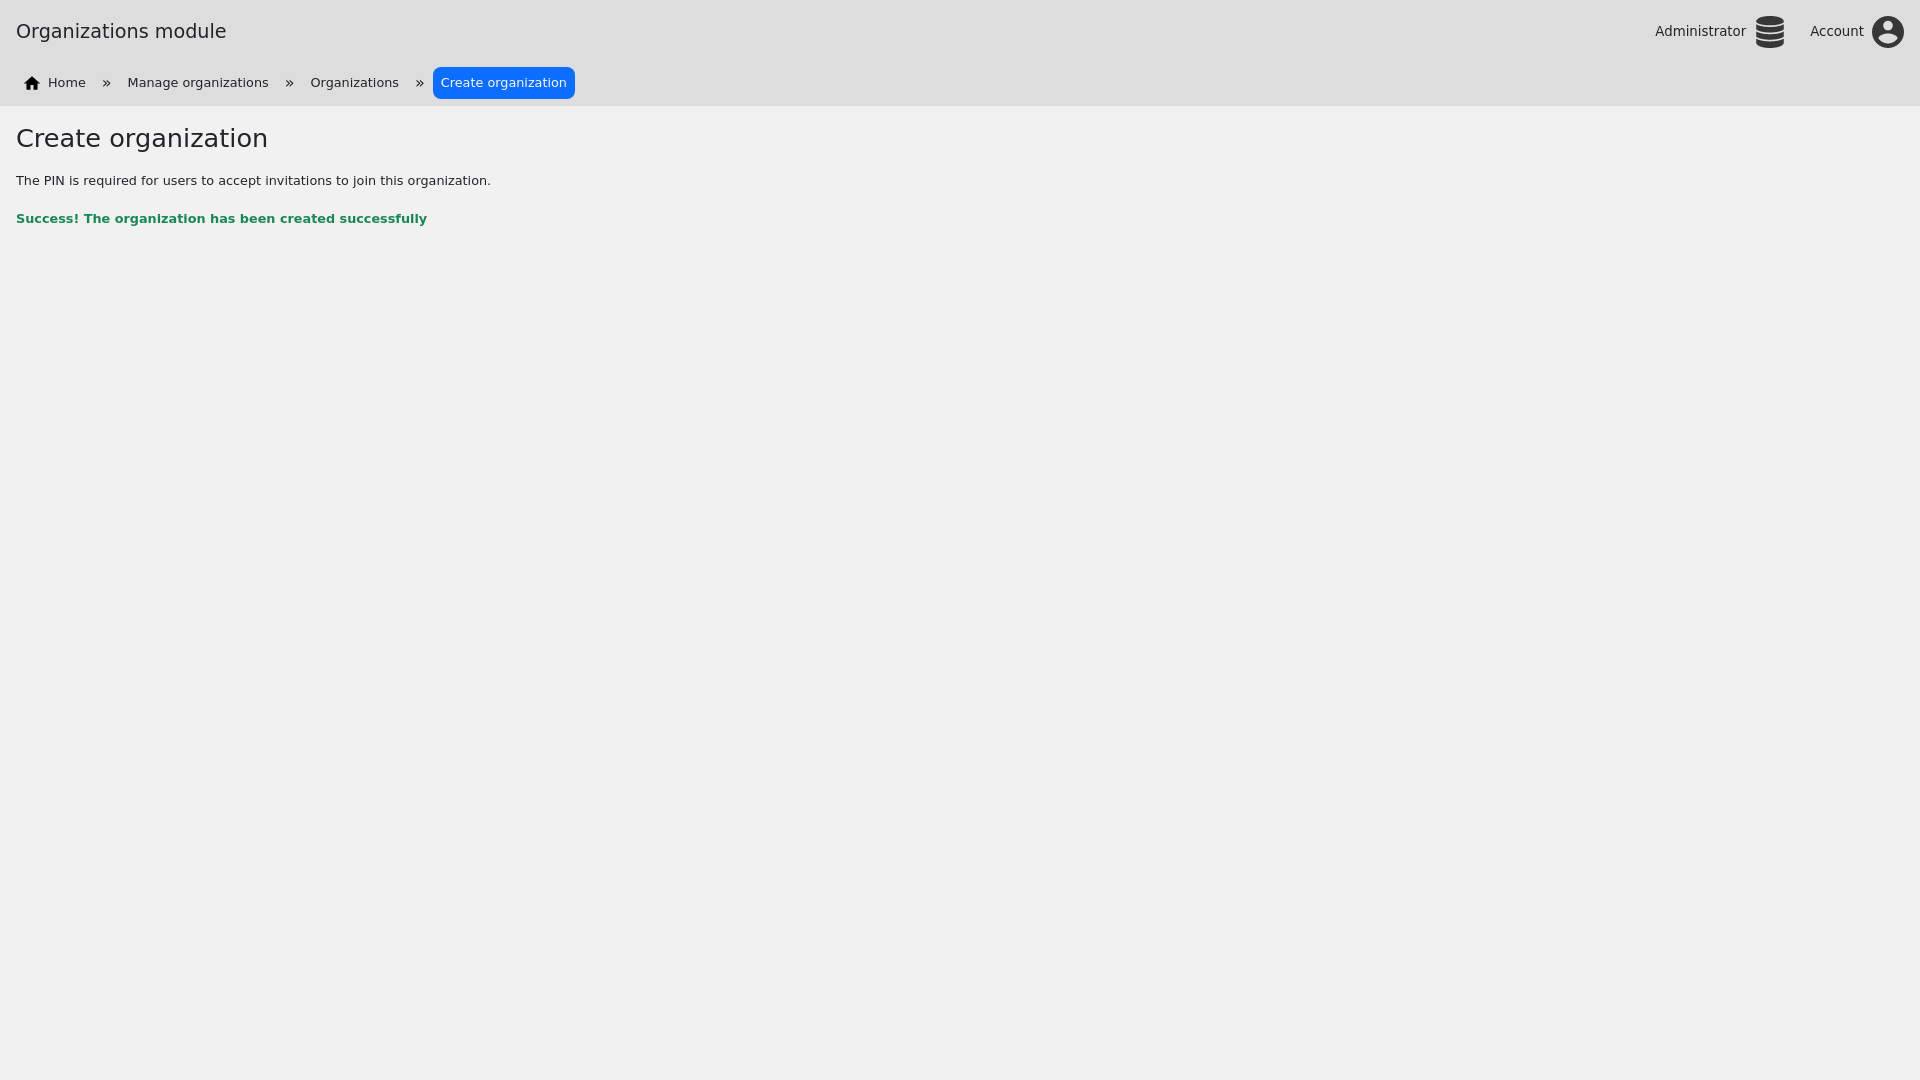 Organizations module
Administrator
Account
Home » Manage organizations » Organizations » Create organization
Create organization
The PIN is required for users to accept invitations to join this organization.
Success! The organization has been created successfully